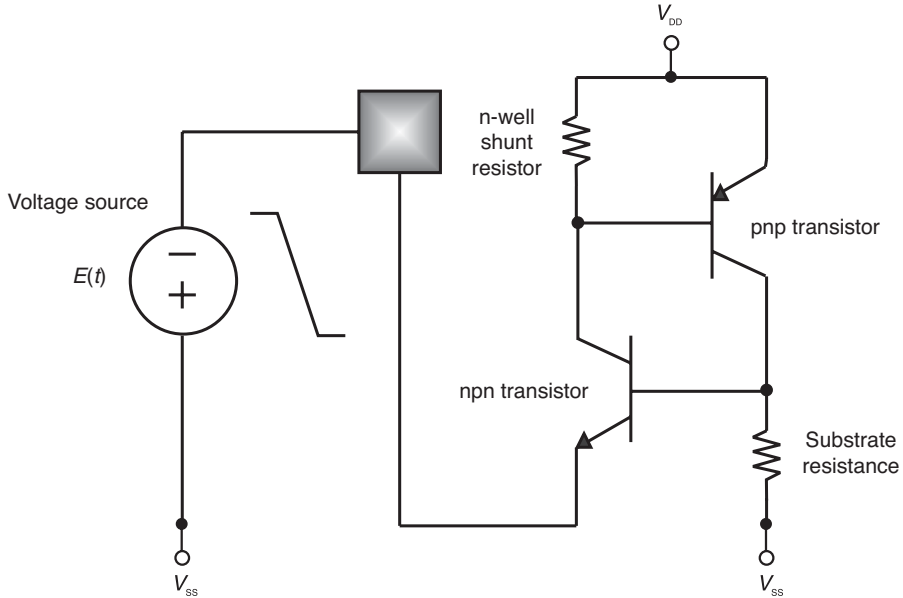 V_DD
n-well
shunt
resistor
Voltage source
pnp transistor
−
E(t)
+
npn transistor
Substrate
resistance
V_SS
V_SS